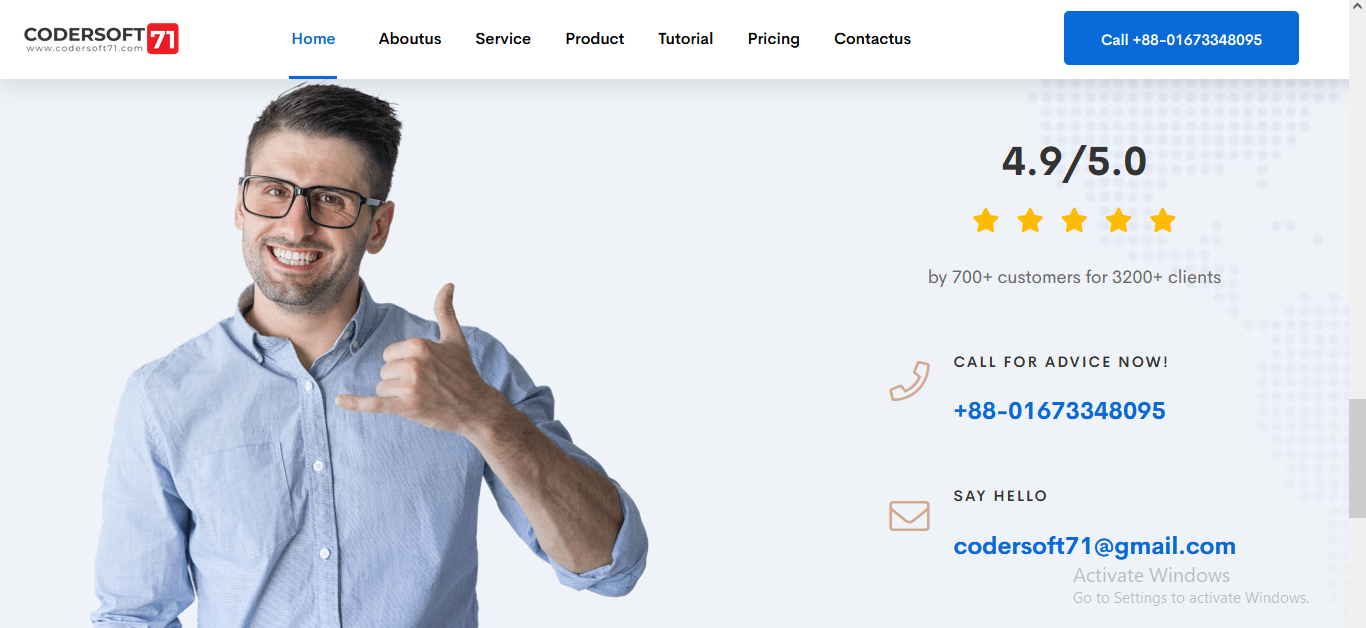 CODERSOFT 71
www.codersoft71.com
Home Aboutus Service Product Tutorial Pricing Contactus
Call +88-01673348095
4.9/5.0
by 700+ customers for 3200+ clients
CALL FOR ADVICE NOW!
+88-01673348095
SAY HELLO
codersoft71@gmail.com
Activate Windows
Go to Settings to activate Windows.